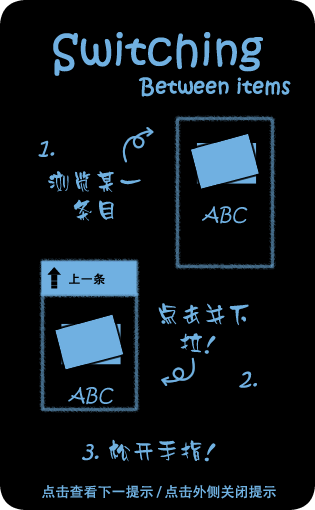 Switching
Between items
1.
浏览某一
条目
ABC
上一条
点击并下
拉!
ABC
2.
3. 松开手指!
点击查看下一提示/点击外侧关闭提示